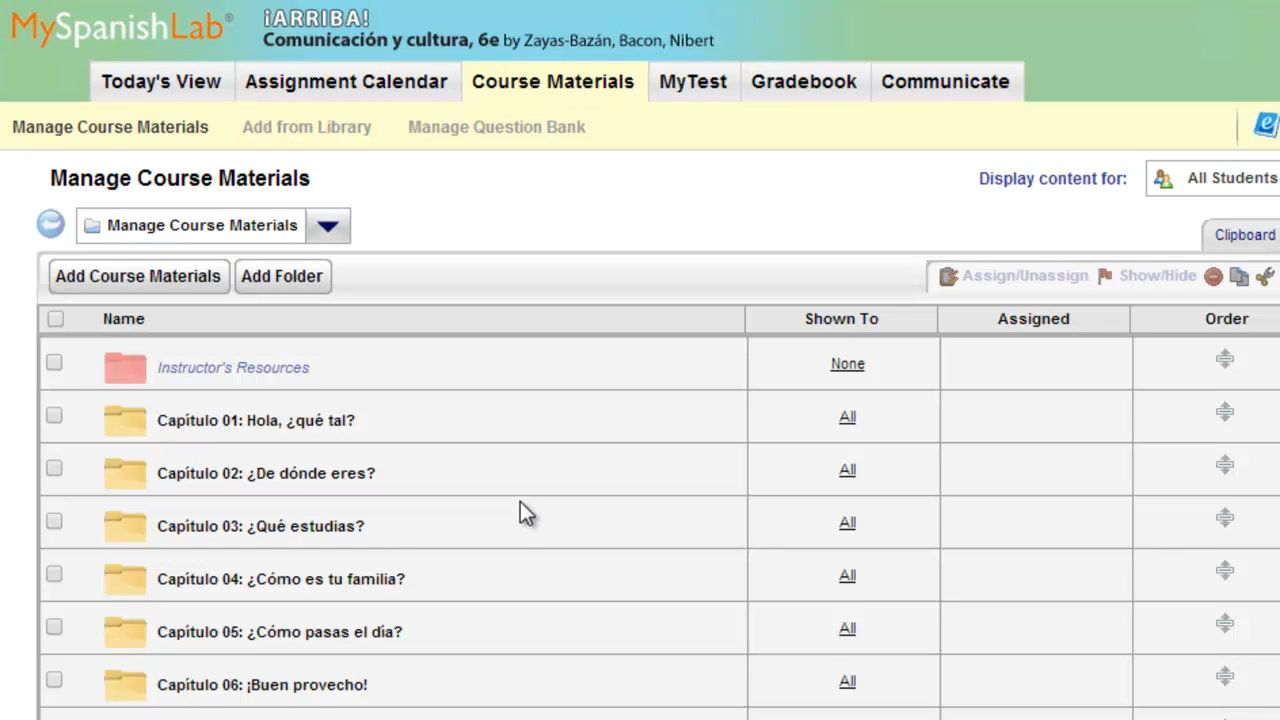 MySpanishLab®
¡ARRIBA!
Comunicación y cultura, 6e by Zayas-Bazán, Bacon, Nibert
Today's View Assignment Calendar Course Materials MyTest Gradebook Communicate
Manage Course Materials Add from Library Manage Question Bank
Manage Course Materials Display content for: All Students
Manage Course Materials
Clipboard
Add Course Materials Add Folder Assign/Unassign Show/Hide
Name Shown To Assigned Order
Instructor's Resources None
Capítulo 01: Hola, ¿qué tal? All
Capítulo 02: ¿De dónde eres? All
Capítulo 03: ¿Qué estudias? All
Capítulo 04: ¿Cómo es tu familia? All
Capítulo 05: ¿Cómo pasas el día? All
Capítulo 06: ¡Buen provecho! All